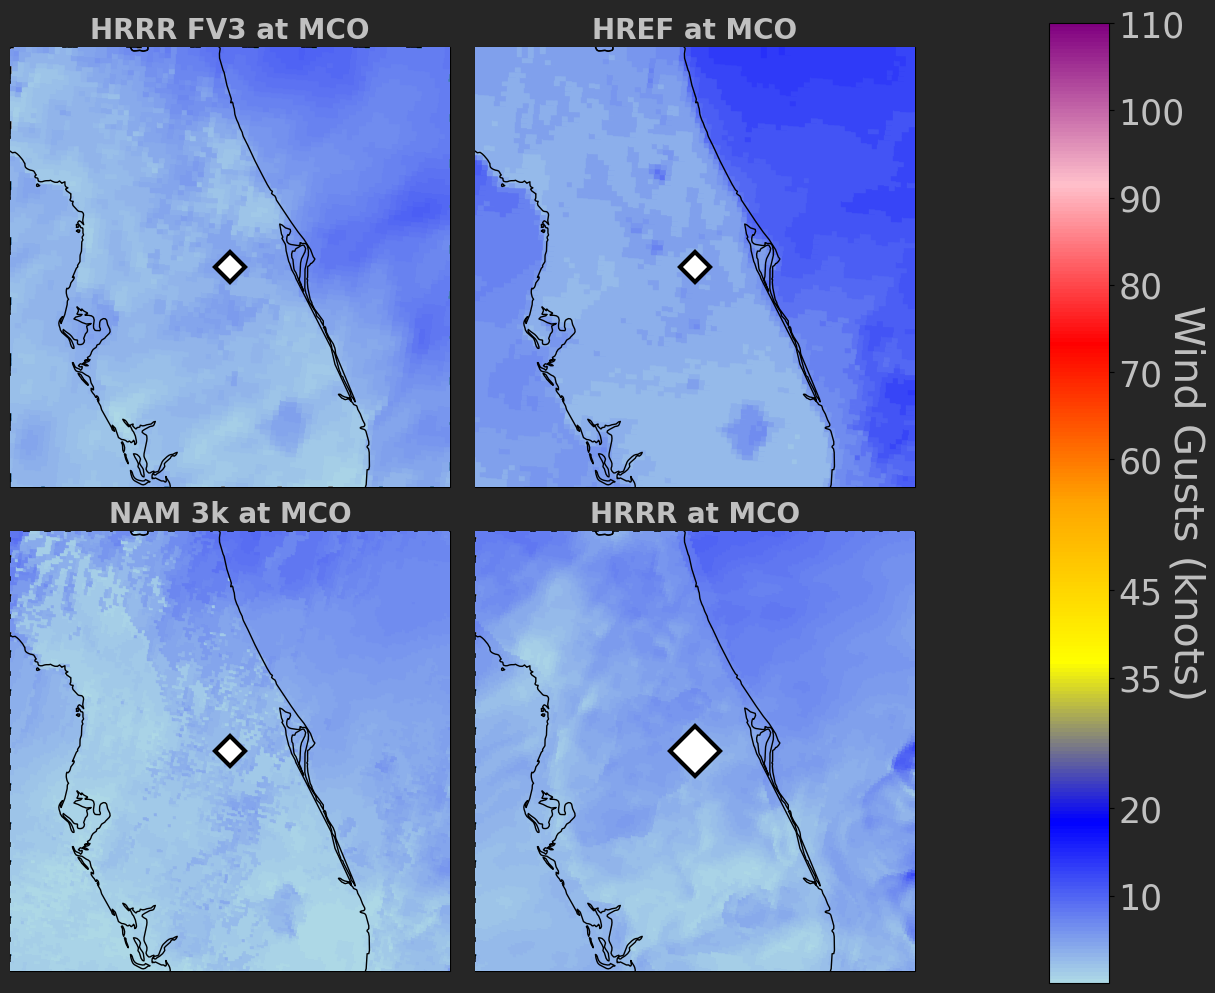 HRRR FV3 at MCO
HREF at MCO
NAM 3k at MCO
HRRR at MCO
110
100
90
80
70
60
45
35
20
10
Wind Gusts (knots)